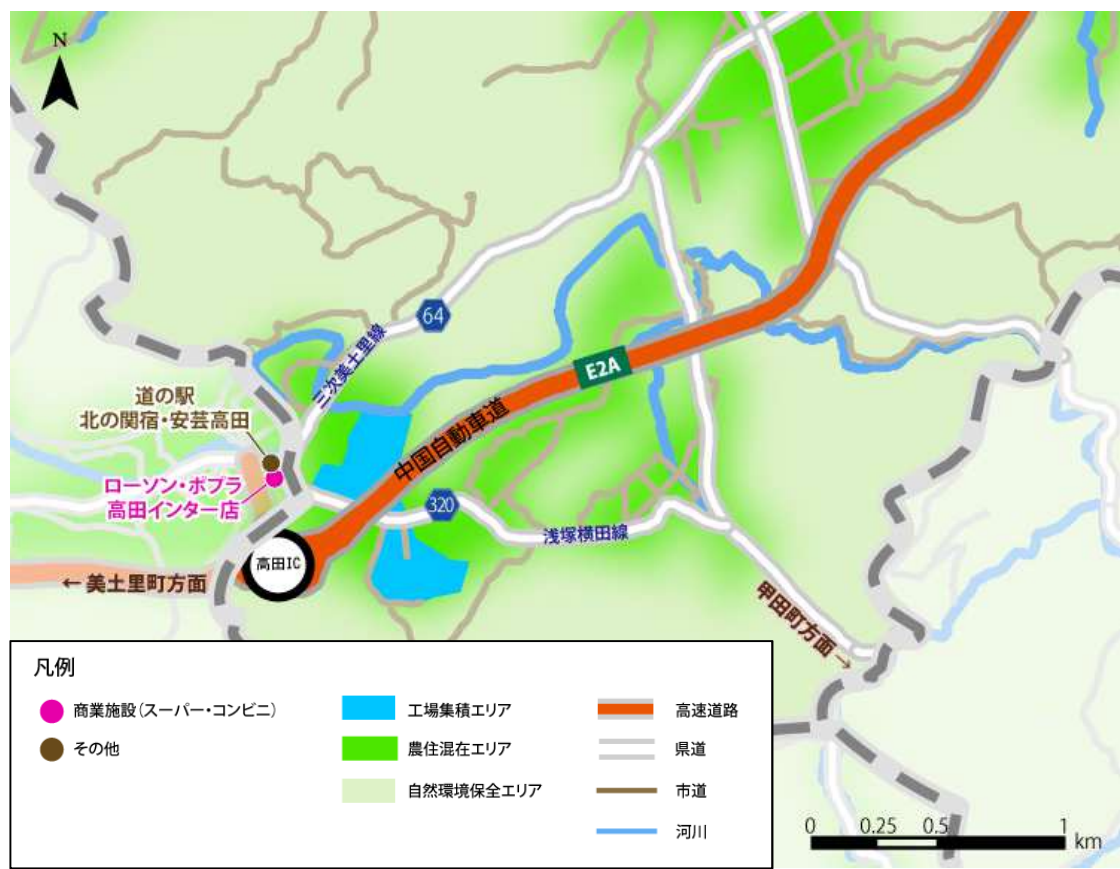 N
64
三次美土里線
E2A
道の駅
北の関宿・安芸高田
中国自動車道
ローソン・ポプラ
高田インター店
320
浅塚横田線
高田IC
← 美土里町方面
甲田町方面 →
凡例
商業施設（スーパー・コンビニ）
その他
工場集積エリア
農住混在エリア
自然環境保全エリア
高速道路
県道
市道
河川
0 0.25 0.5 1
km